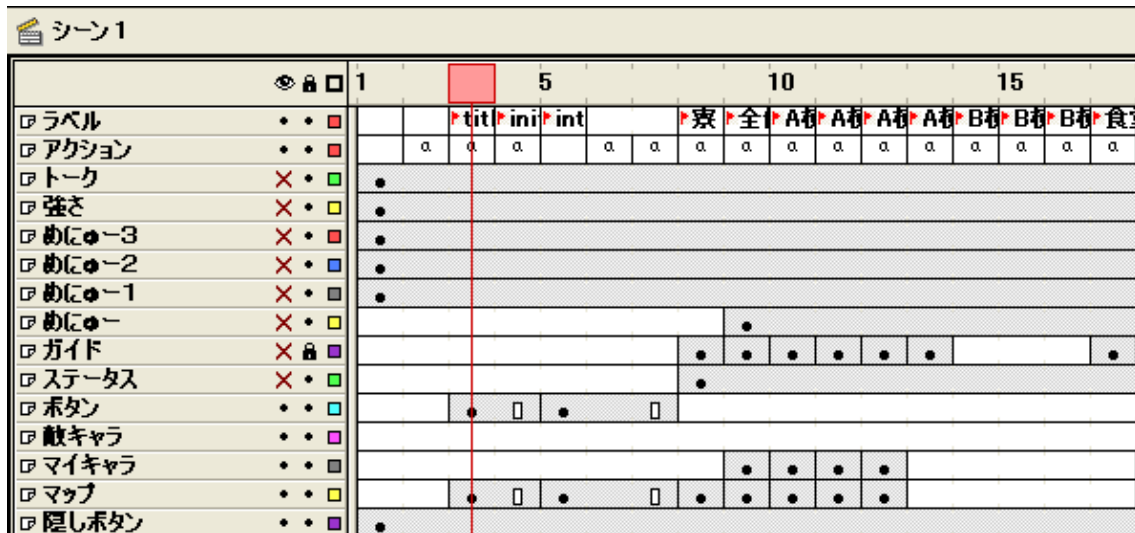 シーン1
1 5 10 15
ラベル titl ini int 寮 全 A A A A B B B 食
アクション a a a a a a a a a a a a a a
トーク
強さ
めにゅー3
めにゅー2
めにゅー1
めにゅー
ガイド
ステータス
ボタン
敵キャラ
マイキャラ
マップ
隠しボタン